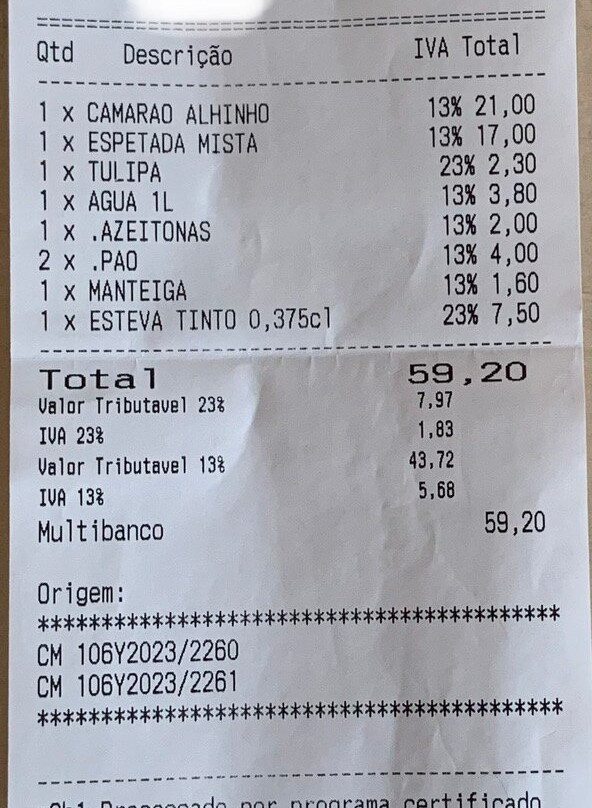 ========================================
Qtd Descrição IVA Total
----------------------------------------
1 x CAMARAO ALHINHO 13% 21,00
1 x ESPETADA MISTA 13% 17,00
1 x TULIPA 23% 2,30
1 x AGUA 1L 13% 3,80
1 x .AZEITONAS 13% 2,00
2 x .PAO 13% 4,00
1 x MANTEIGA 13% 1,60
1 x ESTEVA TINTO 0,375cl 23% 7,50
----------------------------------------
Total 59,20
Valor Tributavel 23% 7,97
IVA 23% 1,83
Valor Tributavel 13% 43,72
IVA 13% 5,68
Multibanco 59,20
Origem:
*****************************************
CM 106Y2023/2260
CM 106Y2023/2261
*****************************************
----------------------------------------
por programa certificado